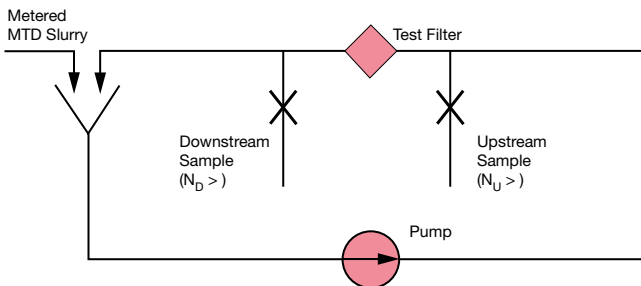 Metered
MTD Slurry
Test Filter
Downstream
Sample
(N_D > )
Upstream
Sample
(N_U > )
Pump